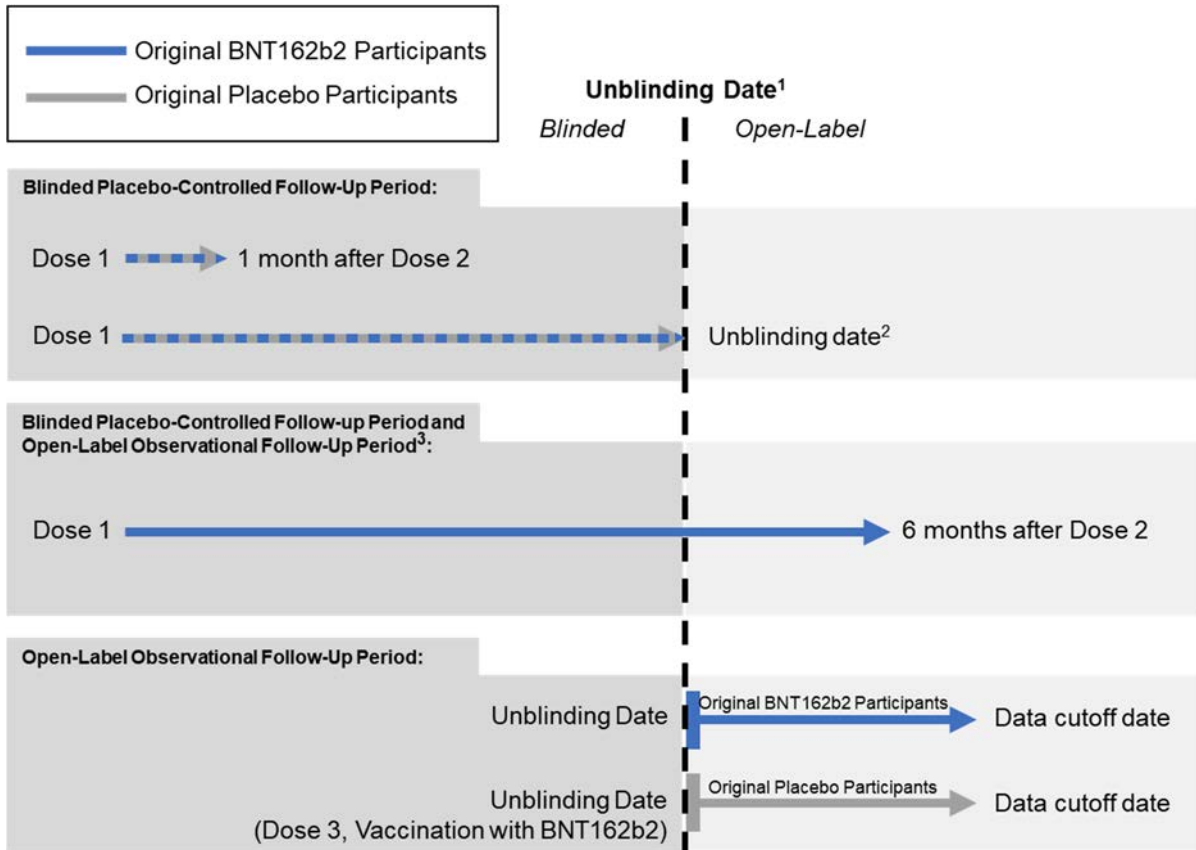 Original BNT162b2 Participants
Original Placebo Participants
Unblinding Date¹
Blinded
Open-Label
Blinded Placebo-Controlled Follow-Up Period:
Dose 1
1 month after Dose 2
Dose 1
Unblinding date²
Blinded Placebo-Controlled Follow-up Period and
Open-Label Observational Follow-Up Period³:
Dose 1
6 months after Dose 2
Open-Label Observational Follow-Up Period:
Unblinding Date
Original BNT162b2 Participants
Data cutoff date
Unblinding Date
(Dose 3, Vaccination with BNT162b2)
Original Placebo Participants
Data cutoff date